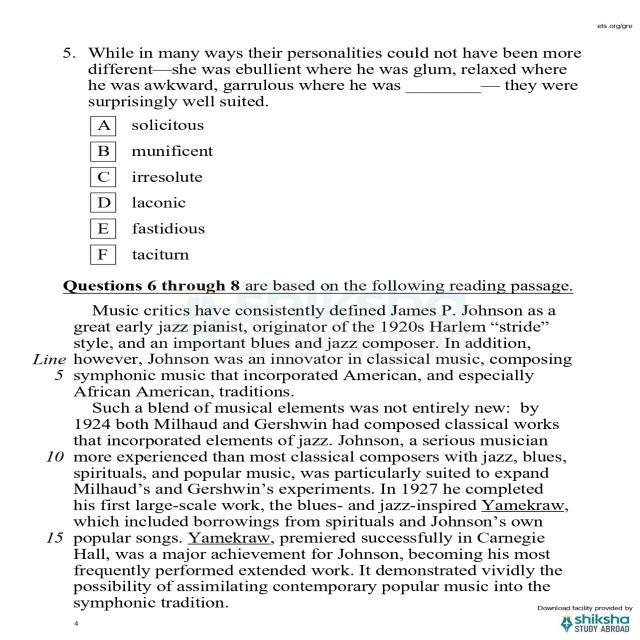 ets.org/gre
5. While in many ways their personalities could not have been more
different—she was ebullient where he was glum, relaxed where
he was awkward, garrulous where he was _________— they were
surprisingly well suited.
A solicitous
B munificent
C irresolute
D laconic
E fastidious
F taciturn
Questions 6 through 8 are based on the following reading passage.
Music critics have consistently defined James P. Johnson as a
great early jazz pianist, originator of the 1920s Harlem “stride”
style, and an important blues and jazz composer. In addition,
Line however, Johnson was an innovator in classical music, composing
5 symphonic music that incorporated American, and especially
African American, traditions.
Such a blend of musical elements was not entirely new: by
1924 both Milhaud and Gershwin had composed classical works
that incorporated elements of jazz. Johnson, a serious musician
10 more experienced than most classical composers with jazz, blues,
spirituals, and popular music, was particularly suited to expand
Milhaud’s and Gershwin’s experiments. In 1927 he completed
his first large-scale work, the blues- and jazz-inspired Yamekraw,
which included borrowings from spirituals and Johnson’s own
15 popular songs. Yamekraw, premiered successfully in Carnegie
Hall, was a major achievement for Johnson, becoming his most
frequently performed extended work. It demonstrated vividly the
possibility of assimilating contemporary popular music into the
symphonic tradition.
Download facility provided by
4
shiksha
STUDY ABROAD